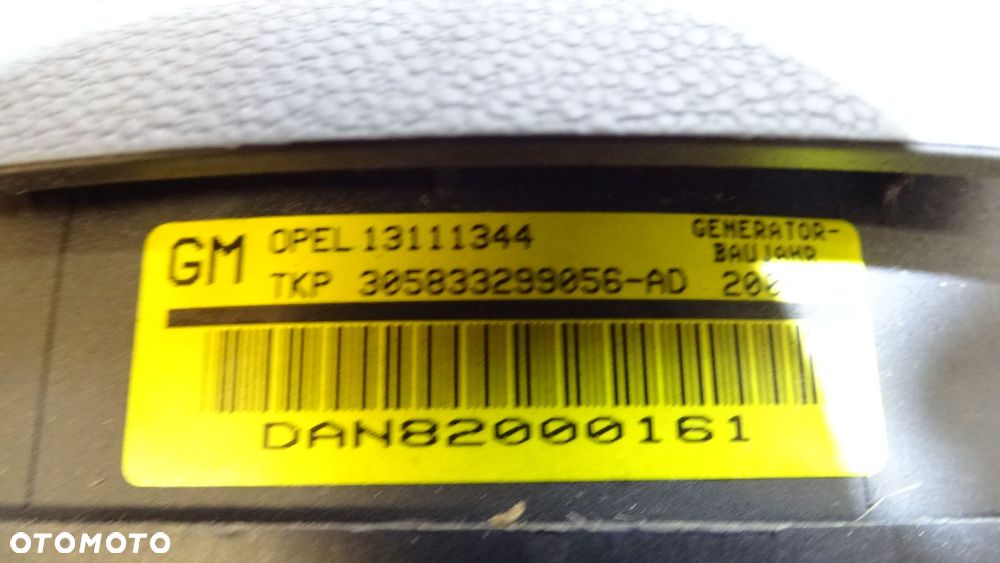 GM OPEL 13111344 GENERATOR-
BAUJAHR
TKP 305833299056-AD
DAN82000161
OTOMOTO